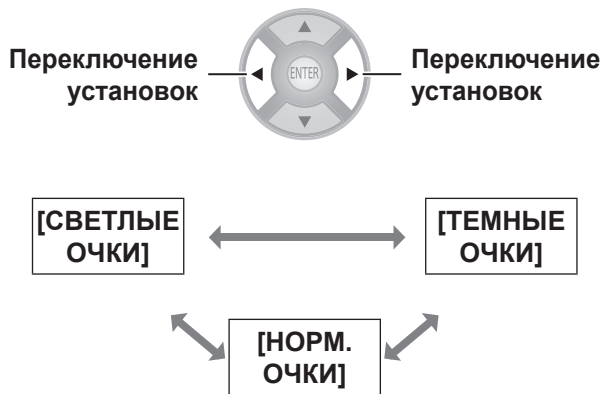 Переключение
установок
ENTER
Переключение
установок
[СВЕТЛЫЕ
ОЧКИ]
[ТЕМНЫЕ
ОЧКИ]
[НОРМ.
ОЧКИ]